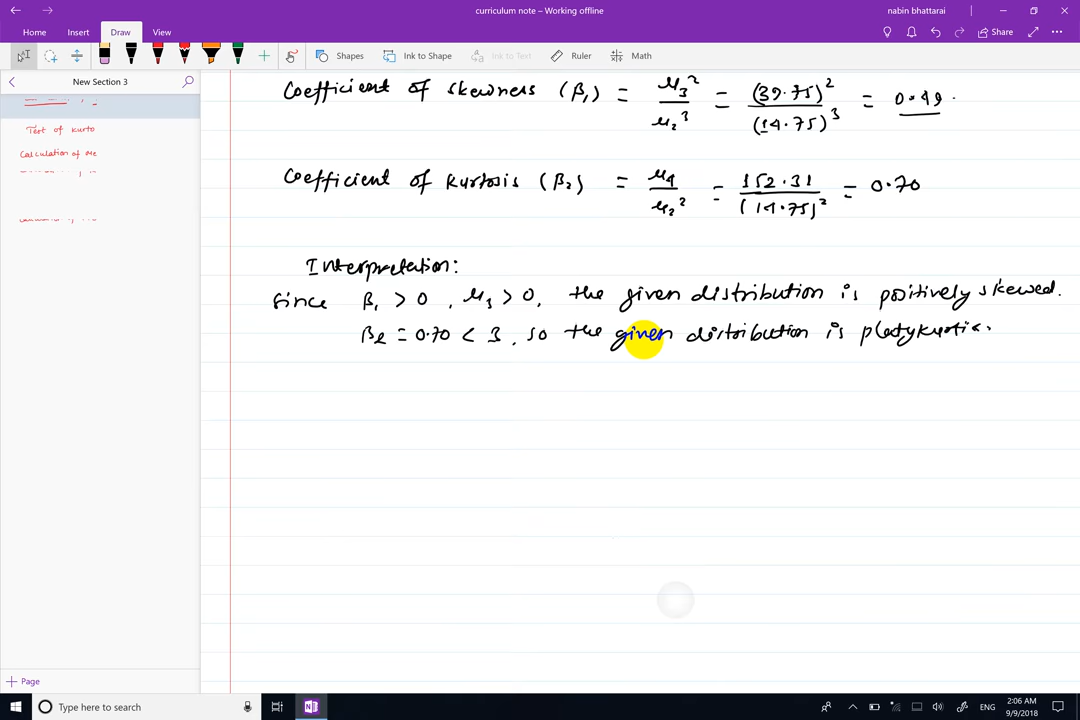 curriculum note – Working offline
nabin bhattarai
Home Insert Draw View
Share
Shapes Ink to Shape Ink to Text Ruler Math
New Section 3
Test of Kurto
Calculation of Me
Coefficient of skewness (β₁) = μ₃²/μ₂³ = (39.75)²/(14.75)³ = 0.49.
Coefficient of kurtosis (β₂) = μ₄/μ₂² = 152.31/(14.75)² = 0.70
Interpretation:
Since β₁ > 0, μ₃ > 0, the given distribution is positively skewed.
β₂ = 0.70 < 3, so the given distribution is platykurtic.
Page
Type here to search
ENG
2:06 AM
9/9/2018